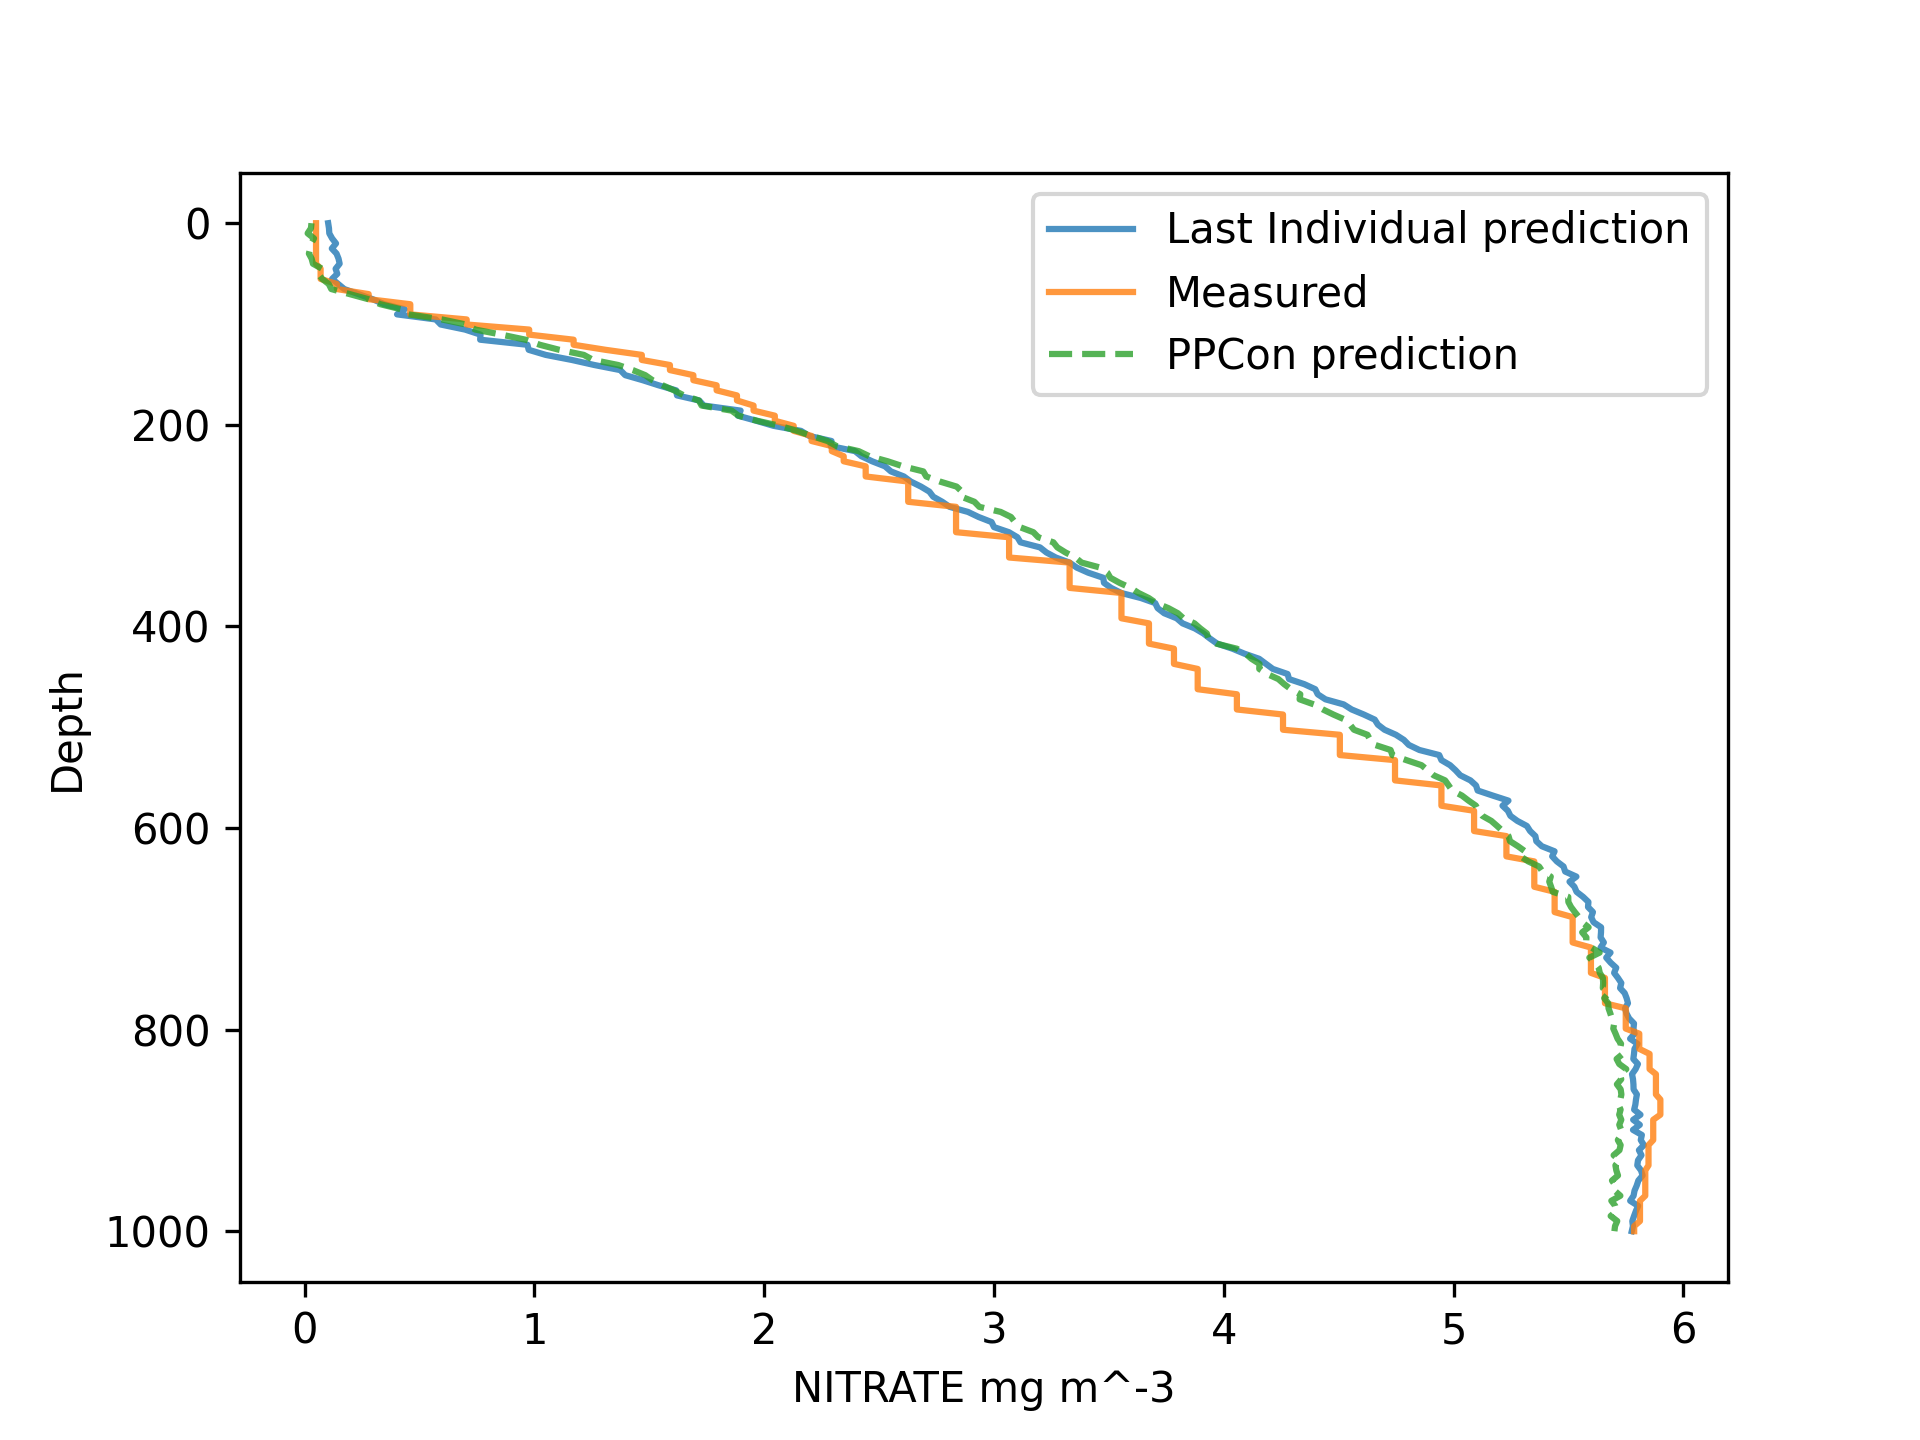 Last Individual prediction
Measured
PPCon prediction
0
200
400
600
800
1000
Depth
0 1 2 3 4 5 6
NITRATE mg m^-3